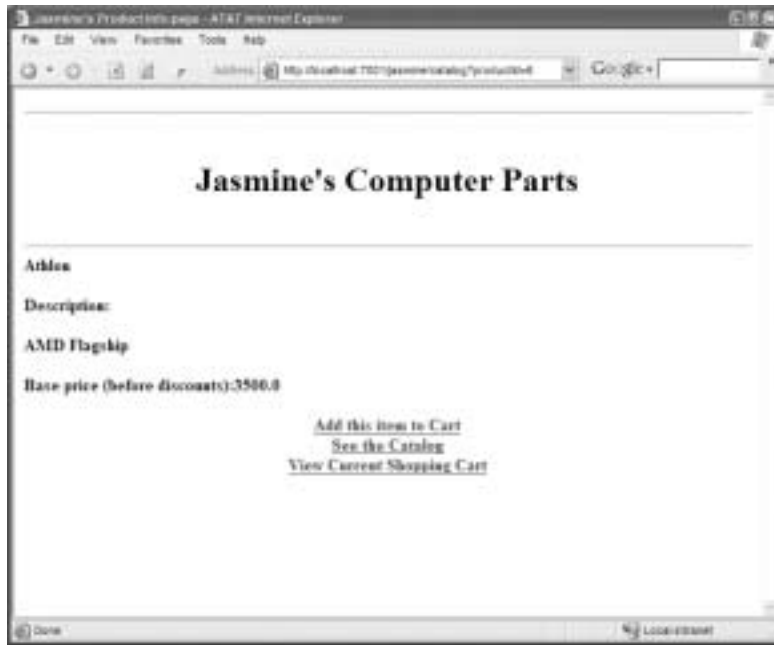 Jasmine's Product Info page - AT&T Internet Explorer
File Edit View Favorites Tools Help
Address
Google
Jasmine's Computer Parts
Athlon
Description:
AMD Flagship
Base price (before discounts):3500.0
Add this item to Cart
See the Catalog
View Current Shopping Cart
Done
Local intranet